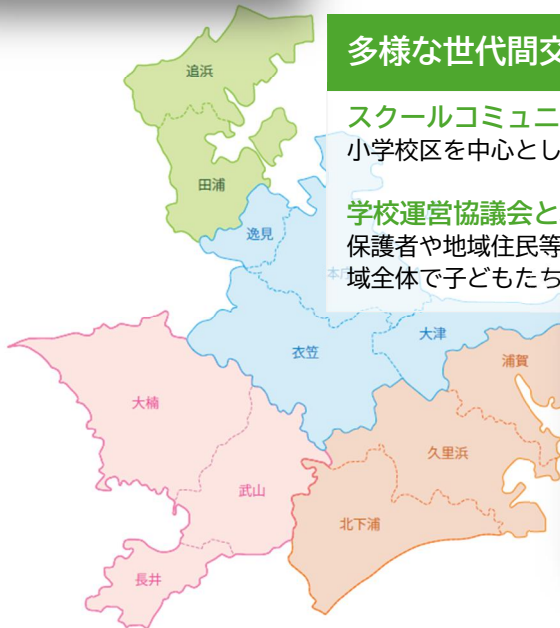 多様な世代間交
スクールコミュニ
小学校区を中心とし
学校運営協議会と
保護者や地域住民等
域全体で子どもたち
追浜
田浦
逸見
衣笠
大津
浦賀
大楠
久里浜
武山
北下浦
長井